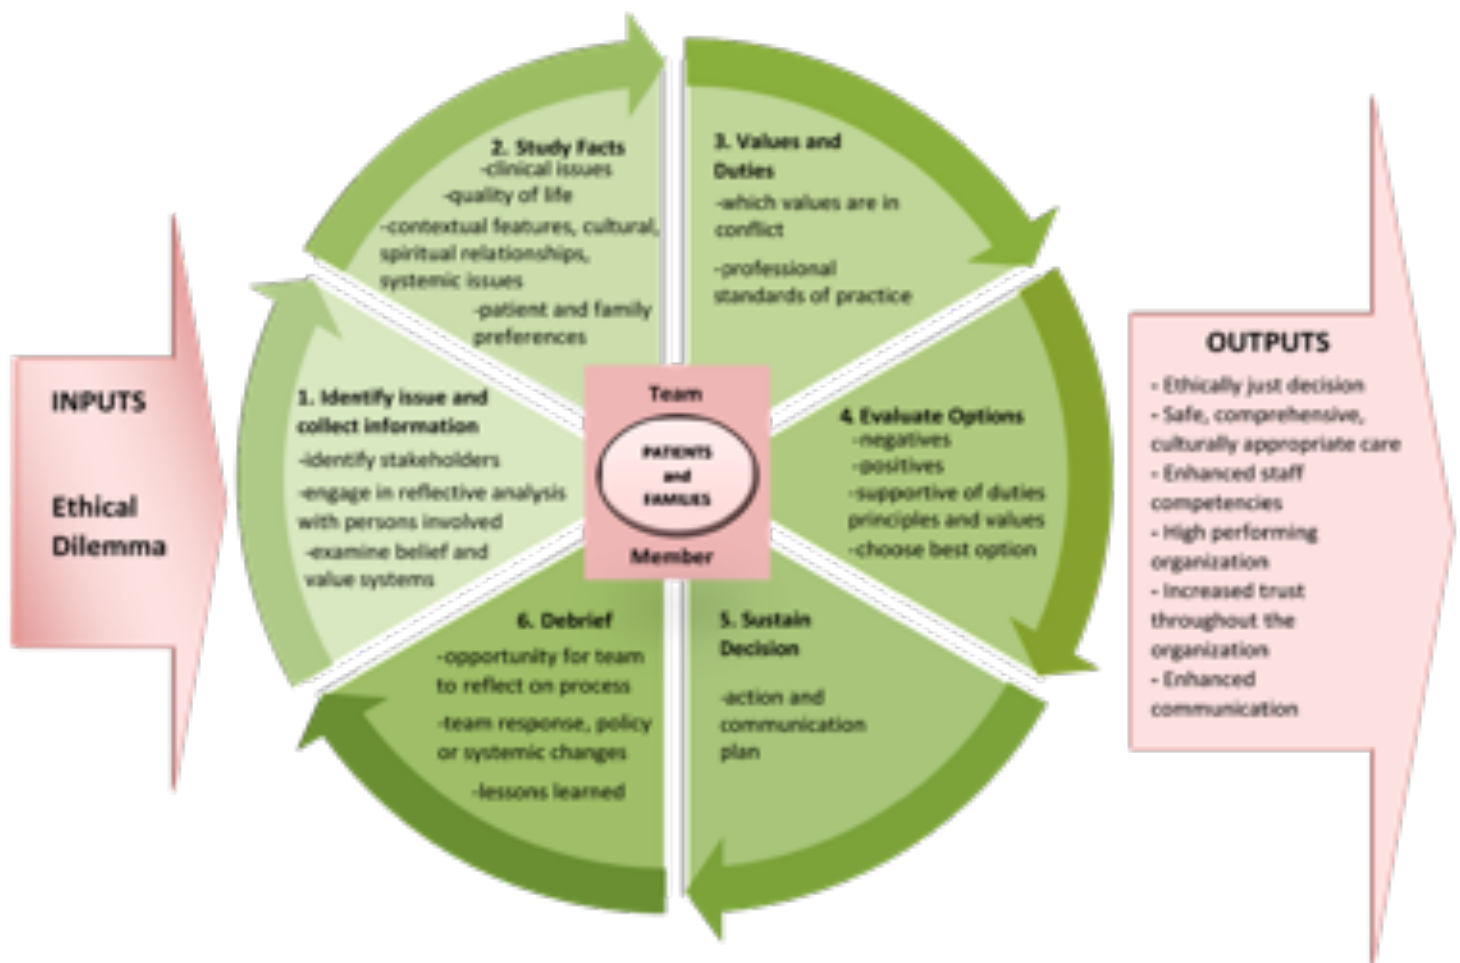 INPUTS
Ethical
Dilemma
1. Identify issue and
collect information
-identify stakeholders
-engage in reflective analysis
with persons involved
-examine belief and
value systems
2. Study Facts
-clinical issues
-quality of life
-contextual features, cultural,
spiritual relationships,
systemic issues
-patient and family
preferences
3. Values and
Duties
-which values are in
conflict
-professional
standards of practice
4. Evaluate Options
-negatives
-positives
-supportive of duties
principles and values
-choose best option
5. Sustain
Decision
-action and
communication
plan
6. Debrief
-opportunity for team
to reflect on process
-team response, policy
or systemic changes
-lessons learned
Team
PATIENTS
and
FAMILIES
Member
OUTPUTS
- Ethically just decision
- Safe, comprehensive,
culturally appropriate care
- Enhanced staff
competencies
- High performing
organization
- Increased trust
throughout the
organization
- Enhanced
communication